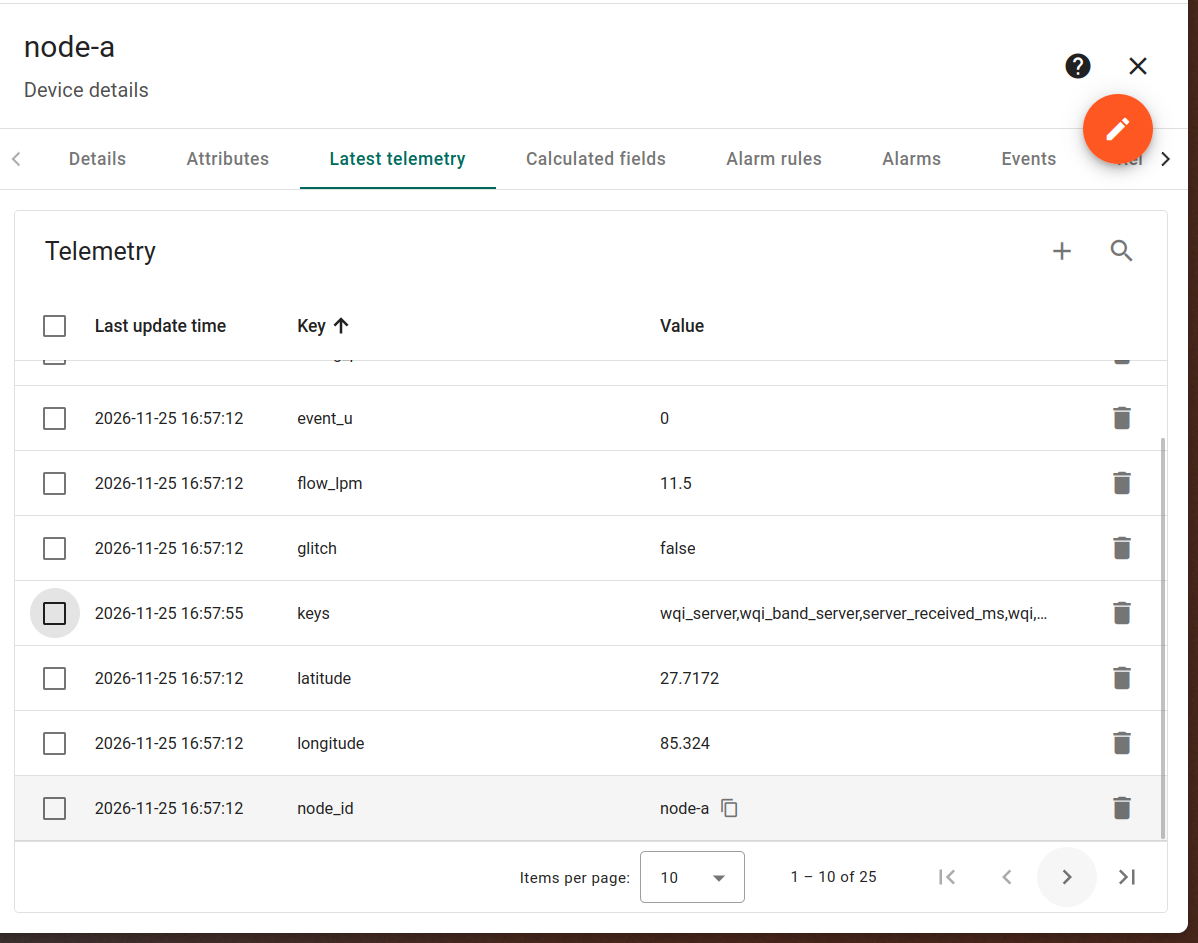 node-a
Device details
Details Attributes Latest telemetry Calculated fields Alarm rules Alarms Events
Telemetry
Last update time Key Value
2026-11-25 16:57:12 event_u 0
2026-11-25 16:57:12 flow_lpm 11.5
2026-11-25 16:57:12 glitch false
2026-11-25 16:57:55 keys wqi_server,wqi_band_server,server_received_ms,wqi,...
2026-11-25 16:57:12 latitude 27.7172
2026-11-25 16:57:12 longitude 85.324
2026-11-25 16:57:12 node_id node-a
Items per page: 10 1 – 10 of 25